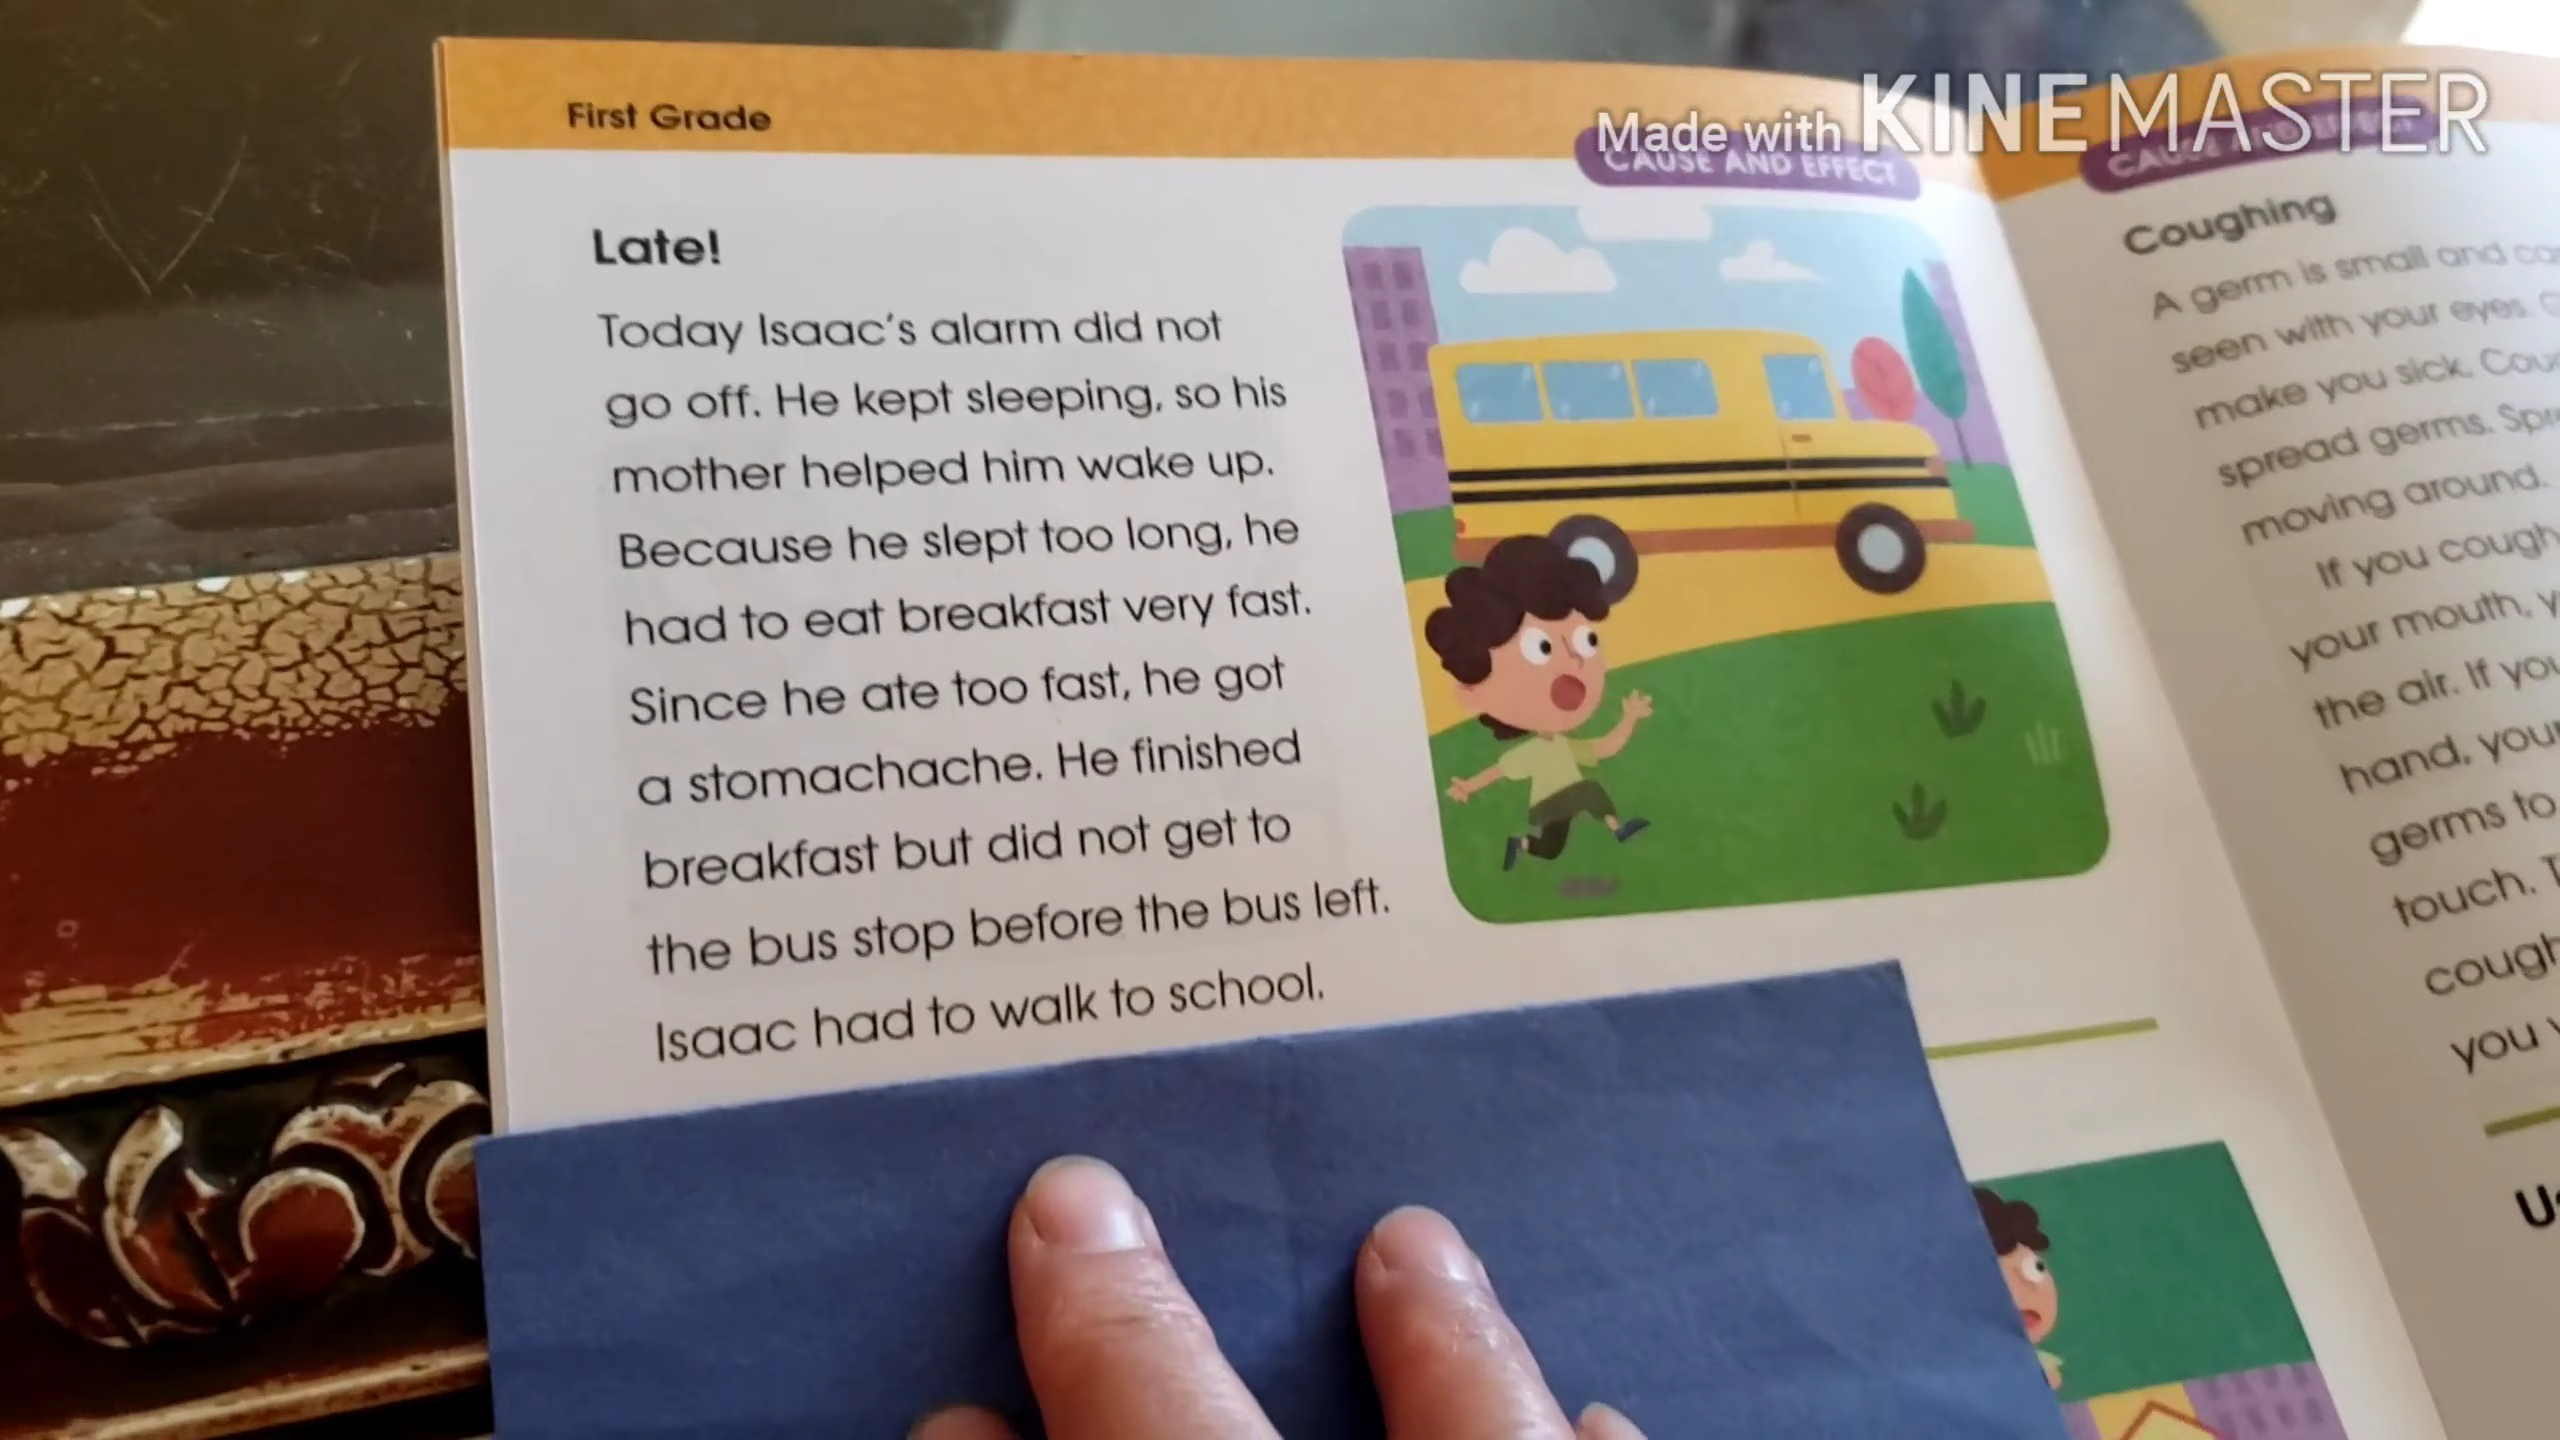 First Grade
Made with KINEMASTER
CAUSE AND EFFECT
Late!
Today Isaac's alarm did not
go off. He kept sleeping, so his
mother helped him wake up.
Because he slept too long, he
had to eat breakfast very fast.
Since he ate too fast, he got
a stomachache. He finished
breakfast but did not get to
the bus stop before the bus left.
Isaac had to walk to school.
Coughing
A germ is small and
seen with your eyes.
make you sick.
spread germs.
moving around.
If you cough
your mouth,
the air. If
hand,
germs to
touch.
cough
you